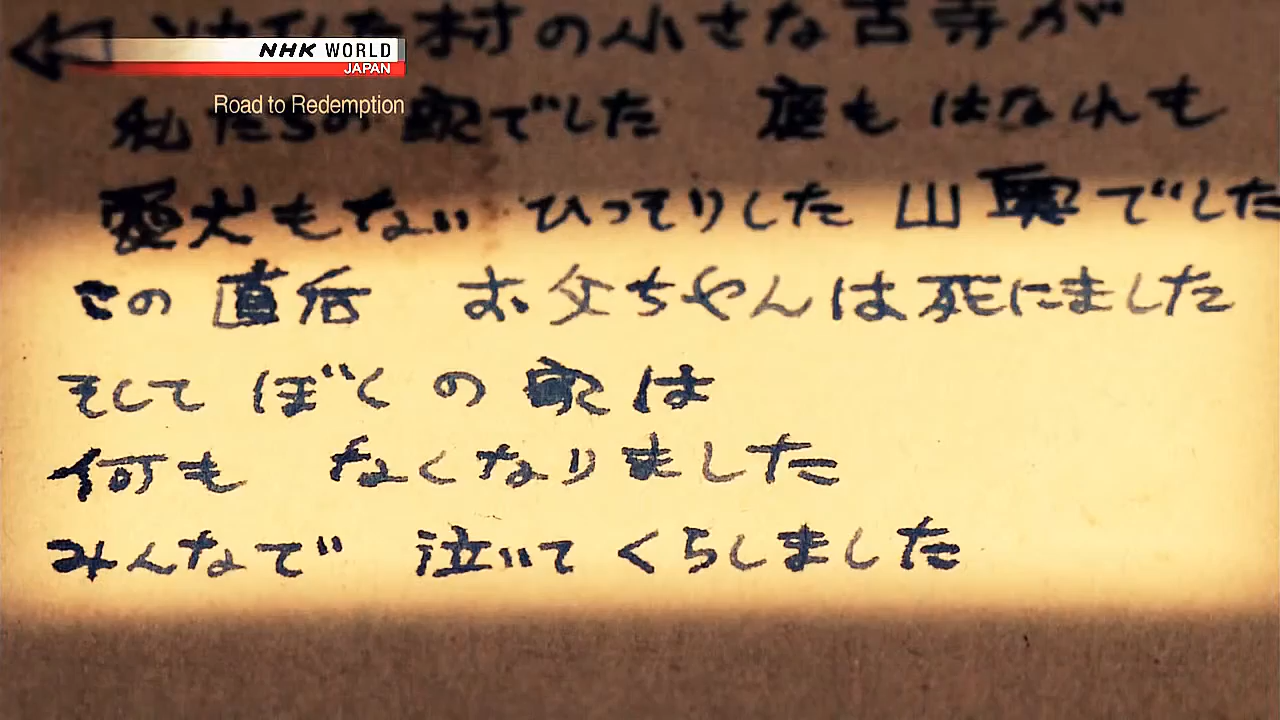 NHK WORLD
JAPAN
Road to Redemption
村の小さな古寺が
私たちの家でした 庭もはなれも
愛犬もない ひっそりした 山奥でした
この直后 お父ちゃんは死にました
そして ぼくの家は
何も なくなりました
みんなで 泣いて くらしました